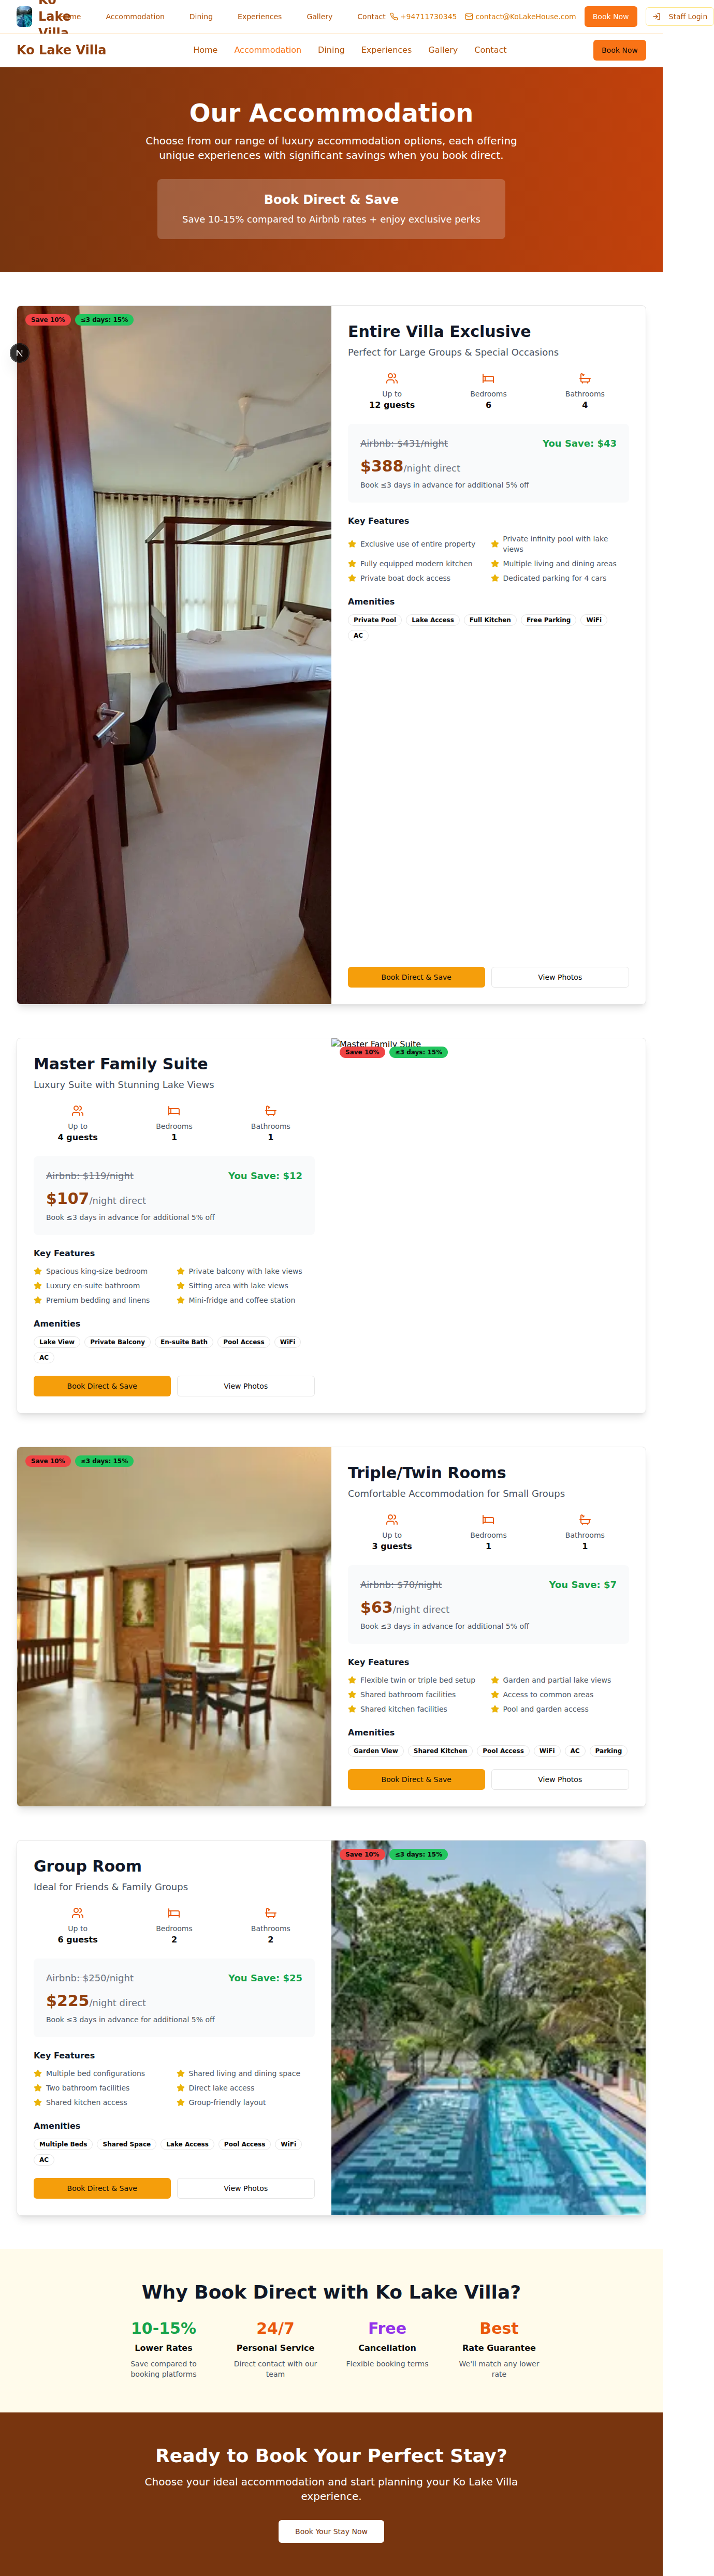 Ko
Lake
Villa
Home Accommodation Dining Experiences Gallery Contact +94711730345 contact@KoLakeHouse.com Book Now Staff Login
Ko Lake Villa Home Accommodation Dining Experiences Gallery Contact Book Now
Our Accommodation
Choose from our range of luxury accommodation options, each offering
unique experiences with significant savings when you book direct.
Book Direct & Save
Save 10-15% compared to Airbnb rates + enjoy exclusive perks
Save 10% ≤3 days: 15%
N
Entire Villa Exclusive
Perfect for Large Groups & Special Occasions
Up to Bedrooms Bathrooms
12 guests 6 4
Airbnb: $431/night You Save: $43
$388/night direct
Book ≤3 days in advance for additional 5% off
Key Features
Exclusive use of entire property
Private infinity pool with lake
views
Fully equipped modern kitchen Multiple living and dining areas
Private boat dock access Dedicated parking for 4 cars
Amenities
Private Pool Lake Access Full Kitchen Free Parking WiFi
AC
Book Direct & Save View Photos
Master Family Suite
Luxury Suite with Stunning Lake Views
Up to Bedrooms Bathrooms
4 guests 1 1
Airbnb: $119/night You Save: $12
$107/night direct
Book ≤3 days in advance for additional 5% off
Key Features
Spacious king-size bedroom Private balcony with lake views
Luxury en-suite bathroom Sitting area with lake views
Premium bedding and linens Mini-fridge and coffee station
Amenities
Lake View Private Balcony En-suite Bath Pool Access WiFi
AC
Book Direct & Save View Photos
Master Family Suite
Save 10% ≤3 days: 15%
Save 10% ≤3 days: 15%
Triple/Twin Rooms
Comfortable Accommodation for Small Groups
Up to Bedrooms Bathrooms
3 guests 1 1
Airbnb: $70/night You Save: $7
$63/night direct
Book ≤3 days in advance for additional 5% off
Key Features
Flexible twin or triple bed setup Garden and partial lake views
Shared bathroom facilities Access to common areas
Shared kitchen facilities Pool and garden access
Amenities
Garden View Shared Kitchen Pool Access WiFi AC Parking
Book Direct & Save View Photos
Group Room
Ideal for Friends & Family Groups
Up to Bedrooms Bathrooms
6 guests 2 2
Airbnb: $250/night You Save: $25
$225/night direct
Book ≤3 days in advance for additional 5% off
Key Features
Multiple bed configurations Shared living and dining space
Two bathroom facilities Direct lake access
Shared kitchen access Group-friendly layout
Amenities
Multiple Beds Shared Space Lake Access Pool Access WiFi
AC
Book Direct & Save View Photos
Save 10% ≤3 days: 15%
Why Book Direct with Ko Lake Villa?
10-15% 24/7 Free Best
Lower Rates Personal Service Cancellation Rate Guarantee
Save compared to
booking platforms
Direct contact with our
team
Flexible booking terms
We'll match any lower
rate
Ready to Book Your Perfect Stay?
Choose your ideal accommodation and start planning your Ko Lake Villa
experience.
Book Your Stay Now